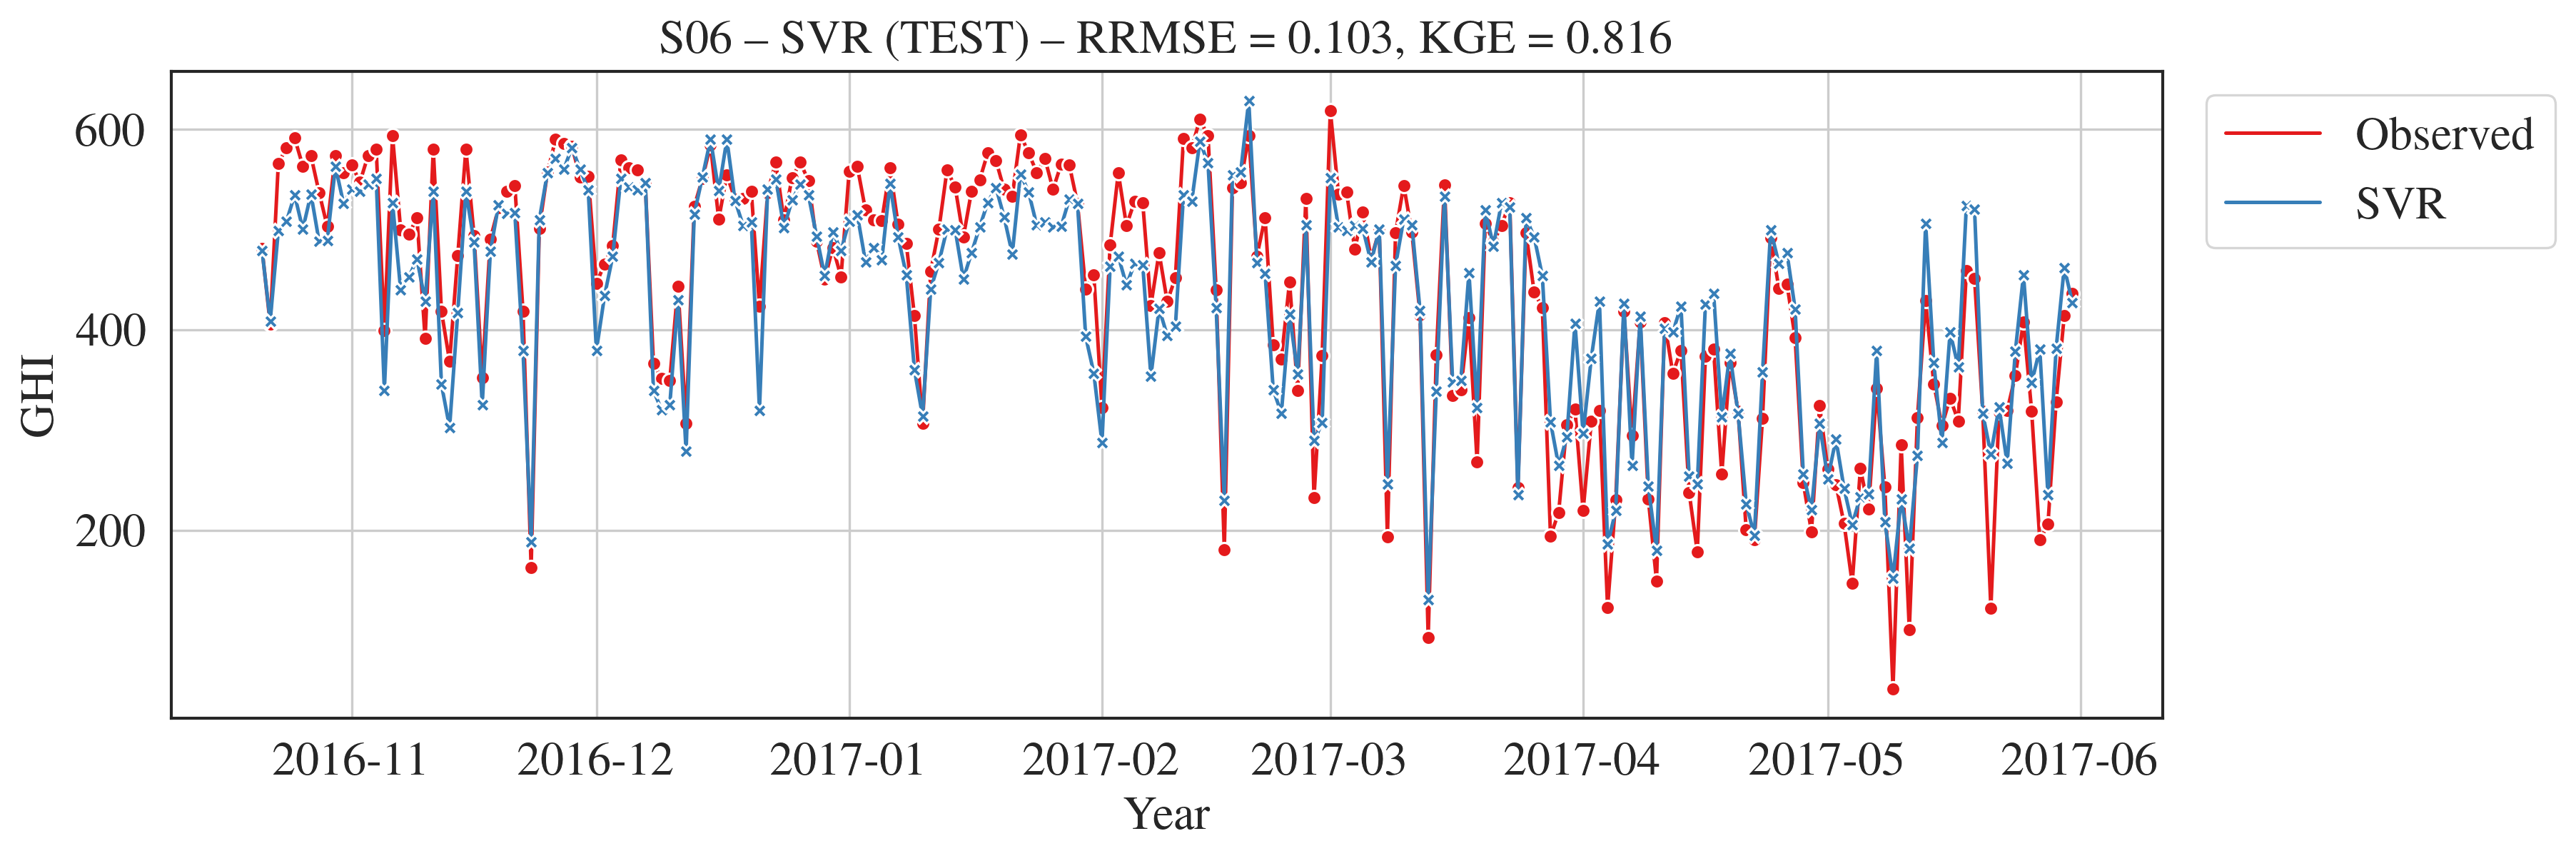 S06 – SVR (TEST) – RRMSE = 0.103, KGE = 0.816
600
400
200
GHI
2016-11 2016-12 2017-01 2017-02 2017-03 2017-04 2017-05 2017-06
Year
Observed
SVR